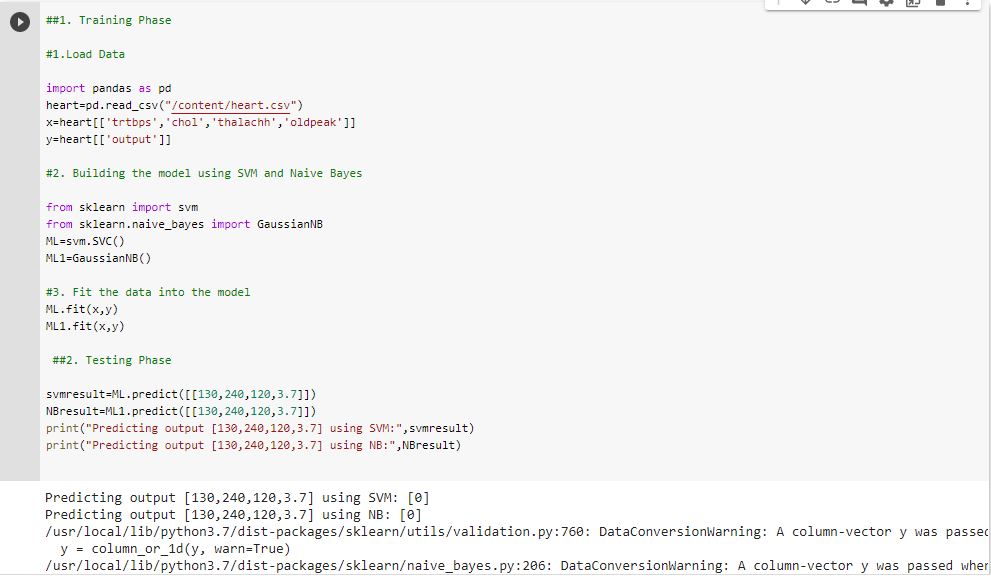 ##1. Training Phase
#1.Load Data
import pandas as pd
heart=pd.read_csv("/content/heart.csv")
x=heart[['trtbps','chol','thalachh','oldpeak']]
y=heart[['output']]
#2. Building the model using SVM and Naive Bayes
from sklearn import svm
from sklearn.naive_bayes import GaussianNB
ML=svm.SVC()
ML1=GaussianNB()
#3. Fit the data into the model
ML.fit(x,y)
ML1.fit(x,y)
##2. Testing Phase
svmresult=ML.predict([[130,240,120,3.7]])
NBresult=ML1.predict([[130,240,120,3.7]])
print("Predicting output [130,240,120,3.7] using SVM:",svmresult)
print("Predicting output [130,240,120,3.7] using NB:",NBresult)
Predicting output [130,240,120,3.7] using SVM: [0]
Predicting output [130,240,120,3.7] using NB: [0]
/usr/local/lib/python3.7/dist-packages/sklearn/utils/validation.py:760: DataConversionWarning: A column-vector y was passed
y = column_or_1d(y, warn=True)
/usr/local/lib/python3.7/dist-packages/sklearn/naive_bayes.py:206: DataConversionWarning: A column-vector y was passed when